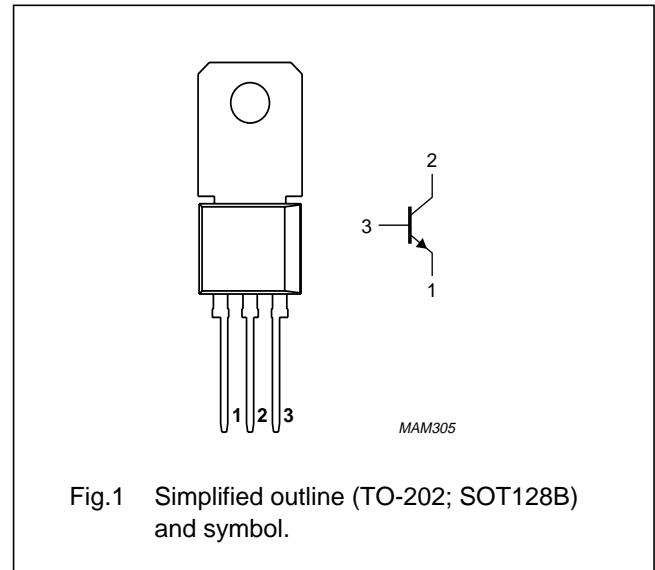 2
3
1
1 2 3
MAM305
Fig.1 Simplified outline (TO-202; SOT128B)
and symbol.